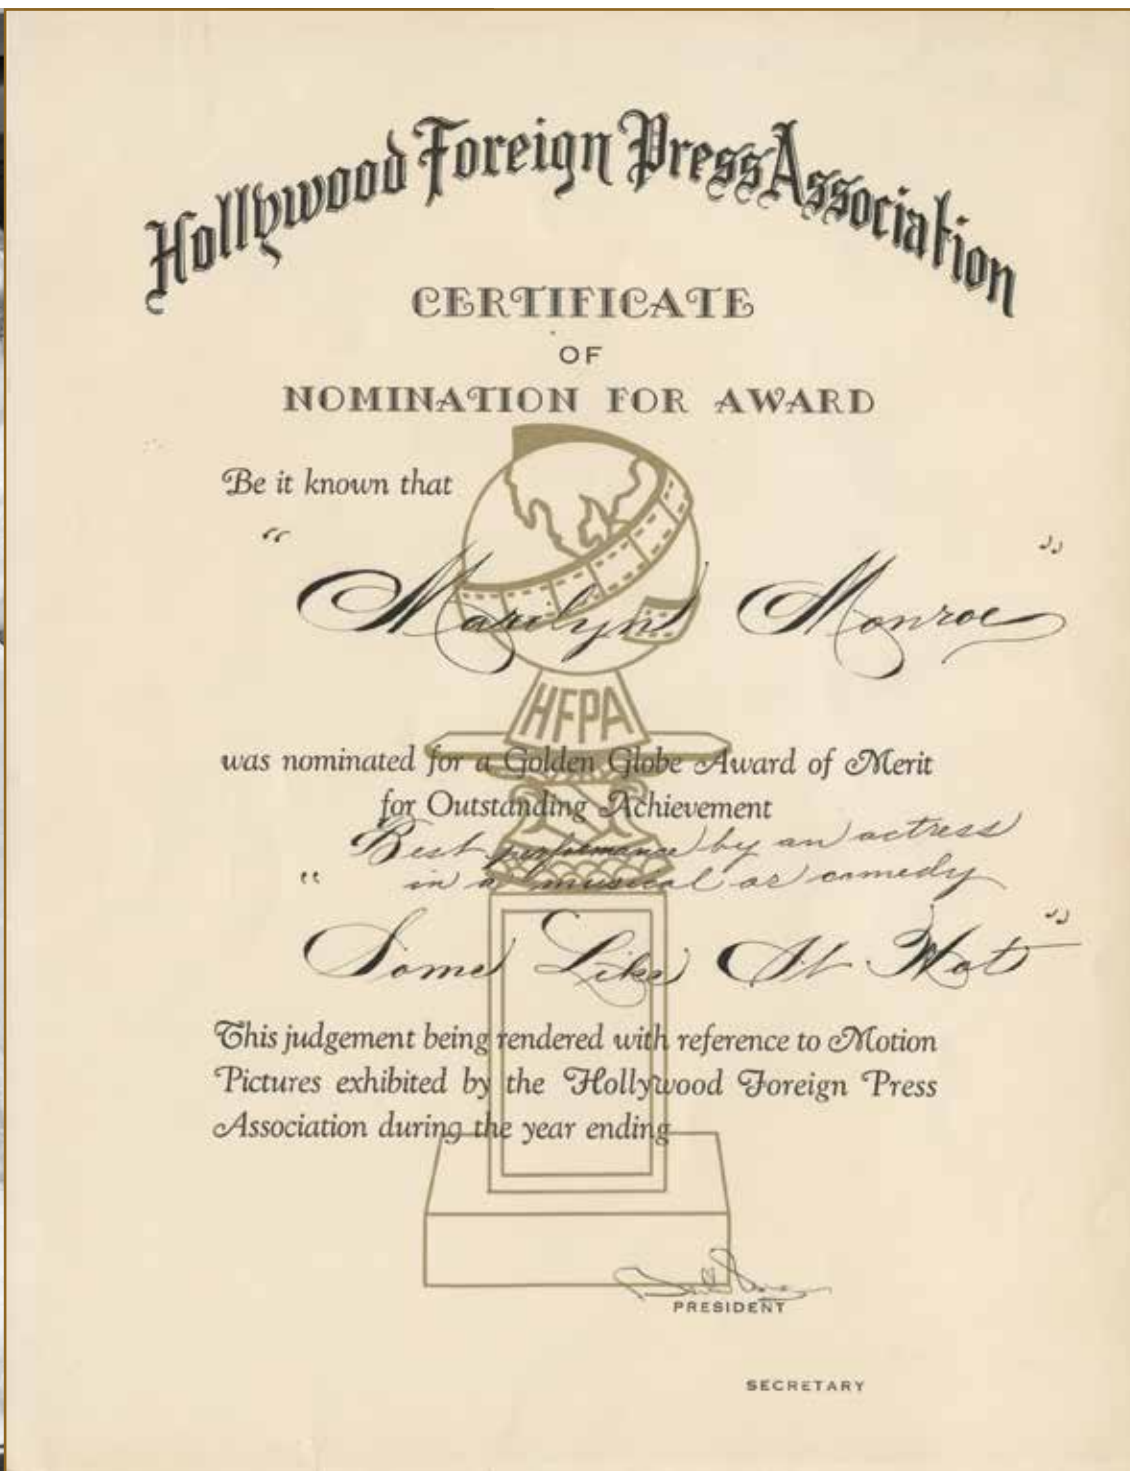 Hollywood Foreign Press Association
CERTIFICATE
OF
NOMINATION FOR AWARD
Be it known that
" Marilyn Monroe "
HFPA
was nominated for a Golden Globe Award of Merit
for Outstanding Achievement
Best performance by an actress
in a musical or comedy
" Some Like It Hot "
This judgement being rendered with reference to Motion
Pictures exhibited by the Hollywood Foreign Press
Association during the year ending
PRESIDENT
SECRETARY